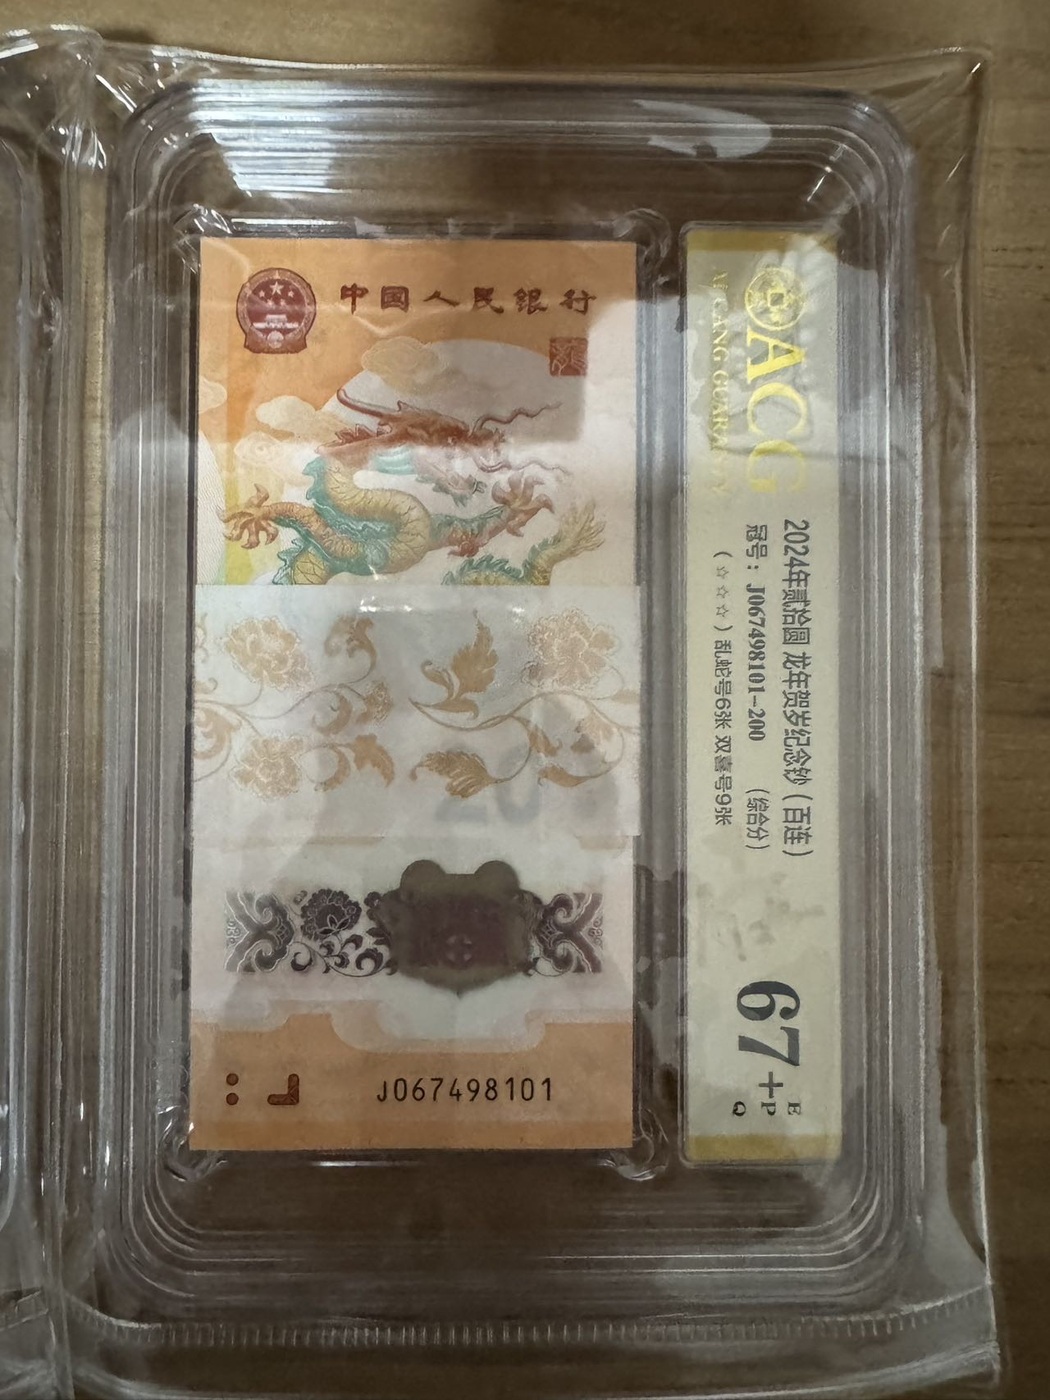 中國人民銀行
J067498101
ACG
2024年贰拾圆 龙年贺岁纪念钞（百连）
冠号：J067498101-200 （综合分）
（☆☆☆）乱蛇号6张 双喜号9张
67+
EPQ